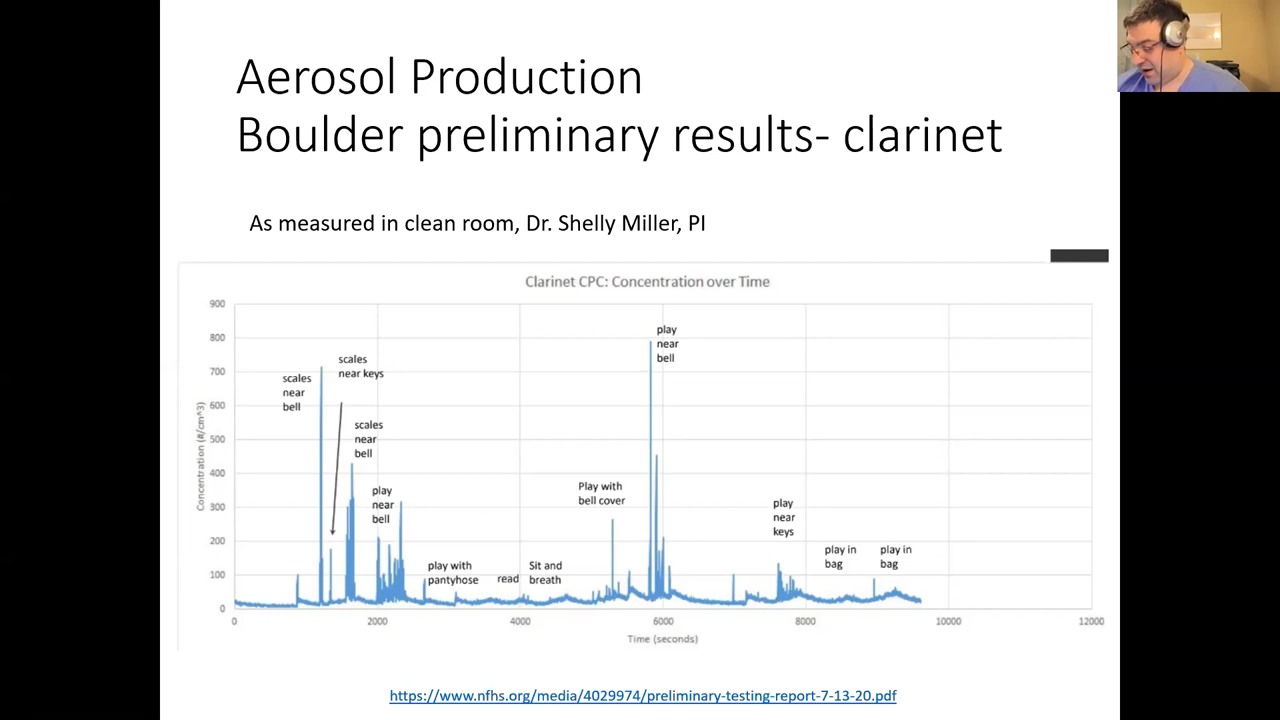 Aerosol Production
Boulder preliminary results- clarinet
As measured in clean room, Dr. Shelly Miller, PI
Clarinet CPC: Concentration over Time
Concentration (#/cm^3)
900
800
700
600
500
400
300
200
100
0
scales
near
bell
scales
near keys
scales
near
bell
play
near
bell
play with
pantyhose
read
Sit and
breath
Play with
bell cover
play
near
bell
play
near
keys
play in
bag
play in
bag
0
2000
4000
6000
8000
10000
12000
Time (seconds)
https://www.nfhs.org/media/4029974/preliminary-testing-report-7-13-20.pdf